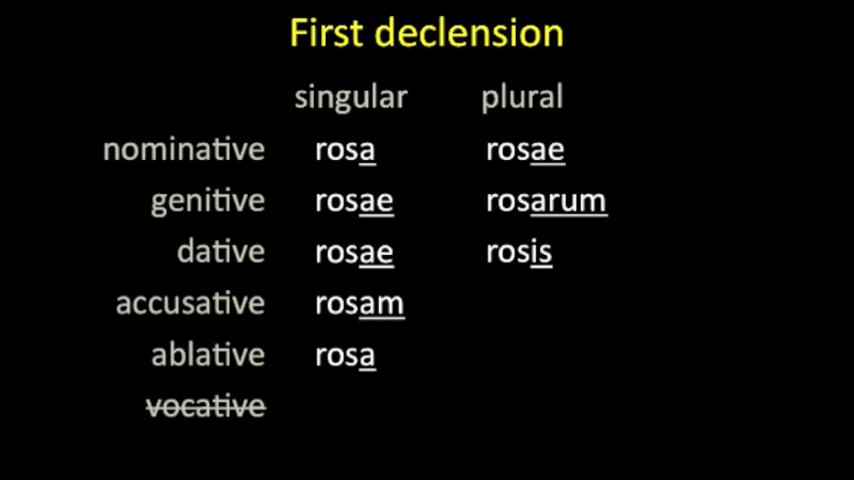 First declension
singular plural
nominative rosa rosae
genitive rosae rosarum
dative rosae rosis
accusative rosam
ablative rosa
vocative